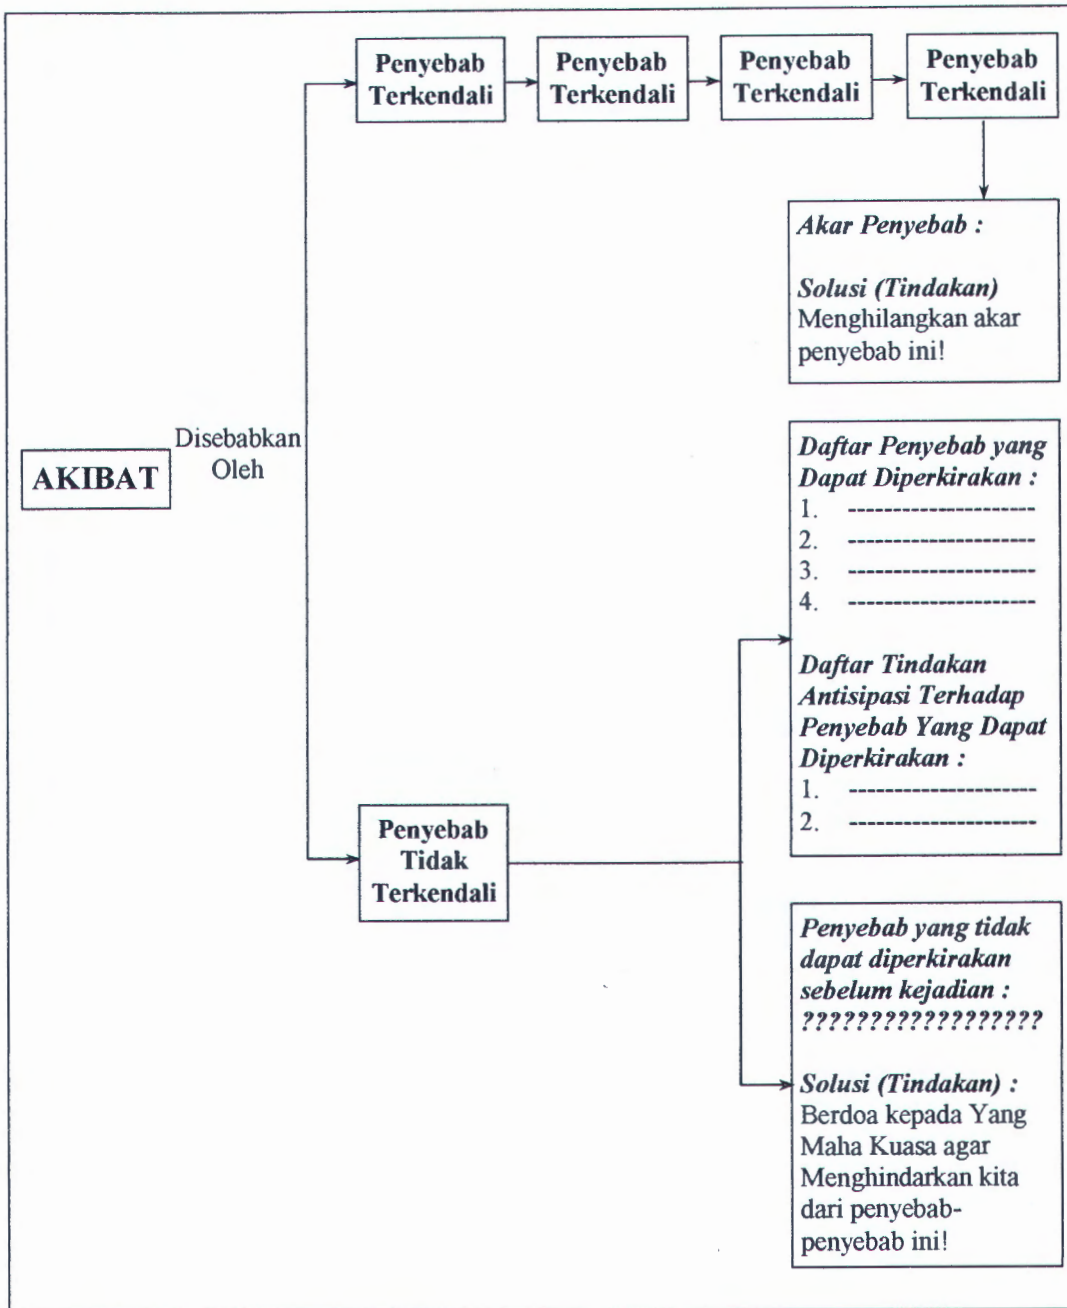 Penyebab
Terkendali
Penyebab
Terkendali
Penyebab
Terkendali
Penyebab
Terkendali
Akar Penyebab :
Solusi (Tindakan)
Menghilangkan akar
penyebab ini!
AKIBAT
Disebabkan
Oleh
Daftar Penyebab yang
Dapat Diperkirakan :
1. ----------------------
2. ----------------------
3. ----------------------
4. ----------------------
Daftar Tindakan
Antisipasi Terhadap
Penyebab Yang Dapat
Diperkirakan :
1. ----------------------
2. ----------------------
Penyebab
Tidak
Terkendali
Penyebab yang tidak
dapat diperkirakan
sebelum kejadian :
??????????????????
Solusi (Tindakan) :
Berdoa kepada Yang
Maha Kuasa agar
Menghindarkan kita
dari penyebab-
penyebab ini!